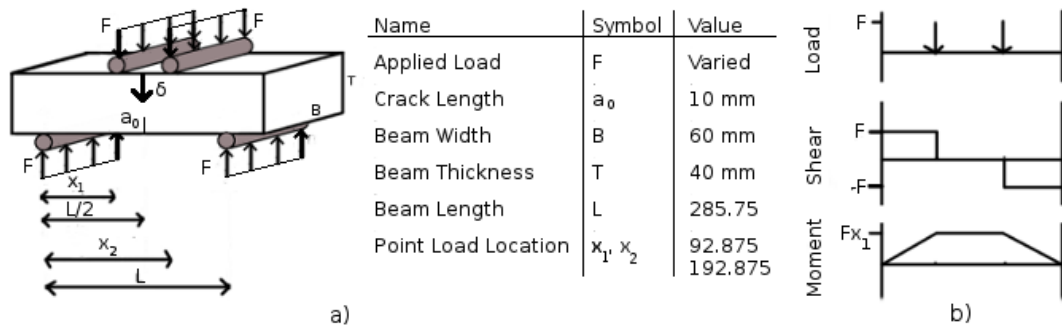 F
F
δ
T
a₀
B
F
F
x₁
L/2
x₂
L
a)
Name Symbol Value
Applied Load F Varied
Crack Length a₀ 10 mm
Beam Width B 60 mm
Beam Thickness T 40 mm
Beam Length L 285.75
Point Load Location x₁, x₂ 92.875
192.875
Load
F
Shear
F
-F
Moment
Fx₁
b)